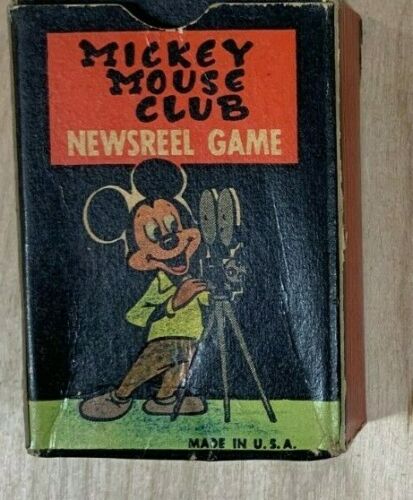 MICKEY
MOUSE
CLUB
NEWSREEL GAME
MADE IN U.S.A.